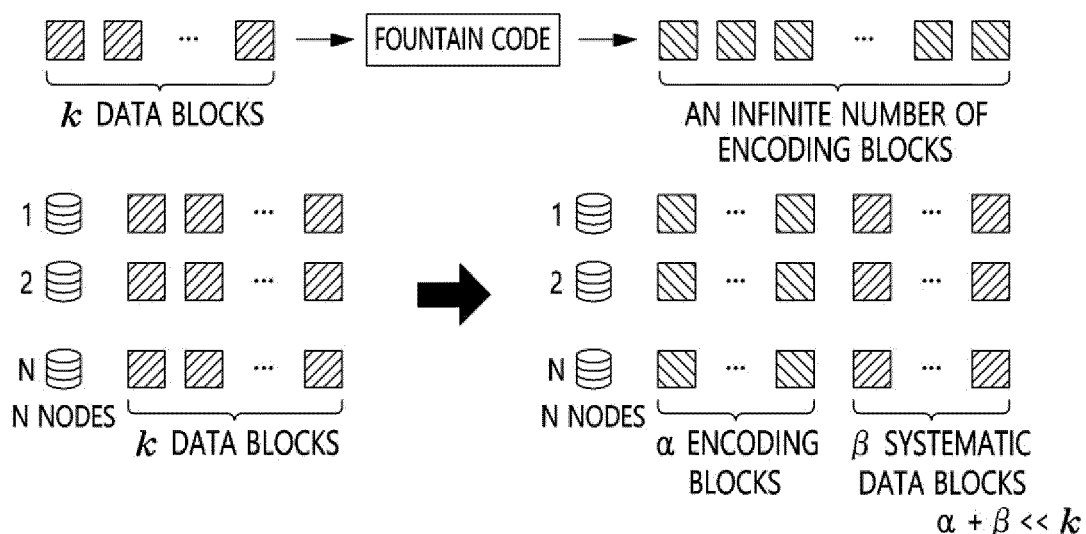 FOUNTAIN CODE
k DATA BLOCKS
AN INFINITE NUMBER OF
ENCODING BLOCKS
1
2
N
N NODES
k DATA BLOCKS
1
2
N
N NODES
α ENCODING
BLOCKS
β SYSTEMATIC
DATA BLOCKS
α + β << k